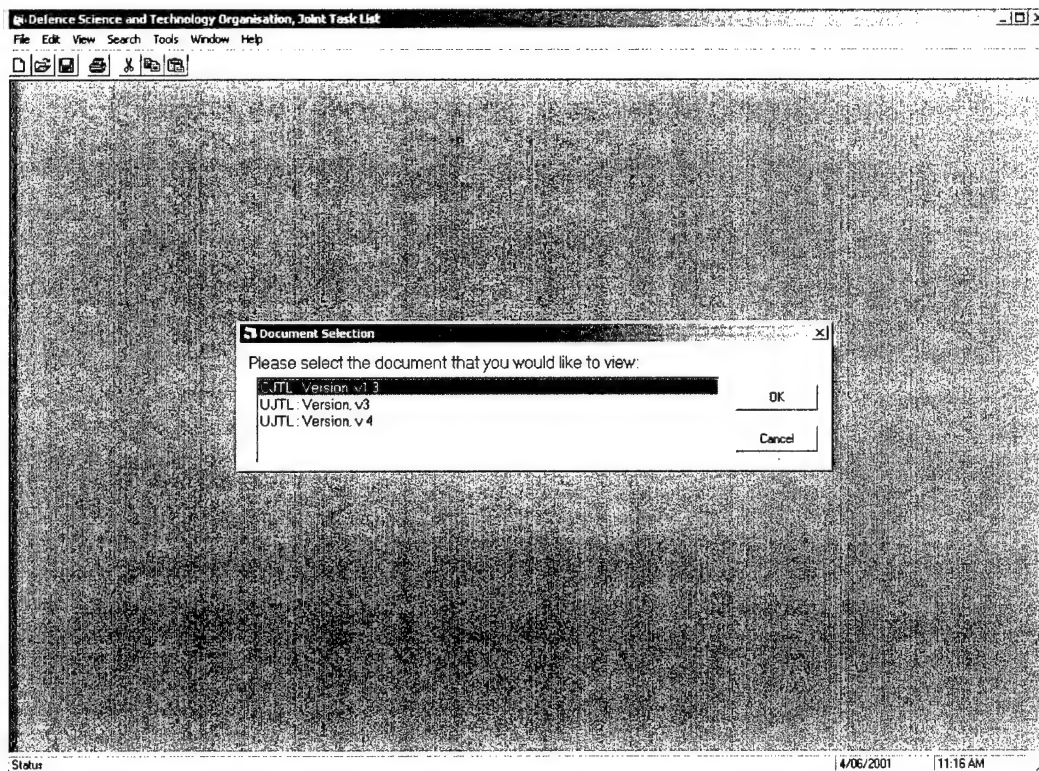 Defence Science and Technology Organisation, Joint Task List
File Edit View Search Tools Window Help
Document Selection
Please select the document that you would like to view:
CJTL : Version. v1.3
UJTL : Version. v3
UJTL : Version. v 4
OK
Cancel
Status
4/06/2001
11:16 AM